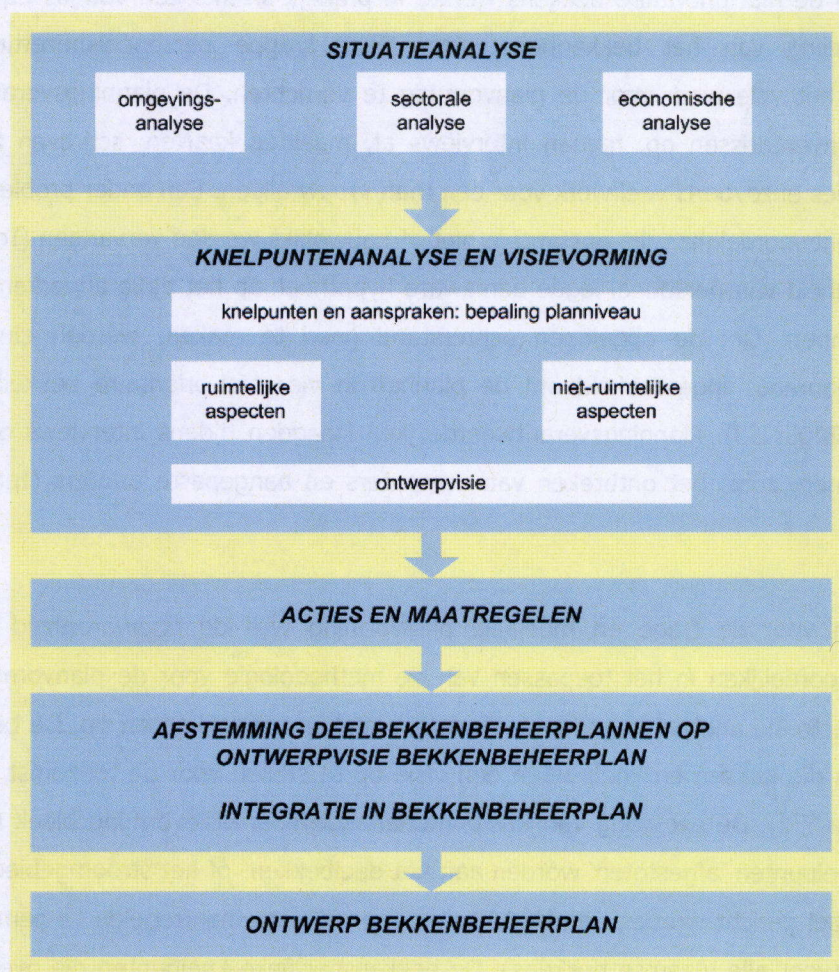 SITUATIEANALYSE
omgevings-
analyse
sectorale
analyse
economische
analyse
KNELPUNTENANALYSE EN VISIEVORMING
knelpunten en aanspraken: bepaling planniveau
ruimtelijke
aspecten
niet-ruimtelijke
aspecten
ontwerpvisie
ACTIES EN MAATREGELEN
AFSTEMMING DEELBEKKENBEHEERPLANNEN OP
ONTWERPVISIE BEKKENBEHEERPLAN
INTEGRATIE IN BEKKENBEHEERPLAN
ONTWERP BEKKENBEHEERPLAN